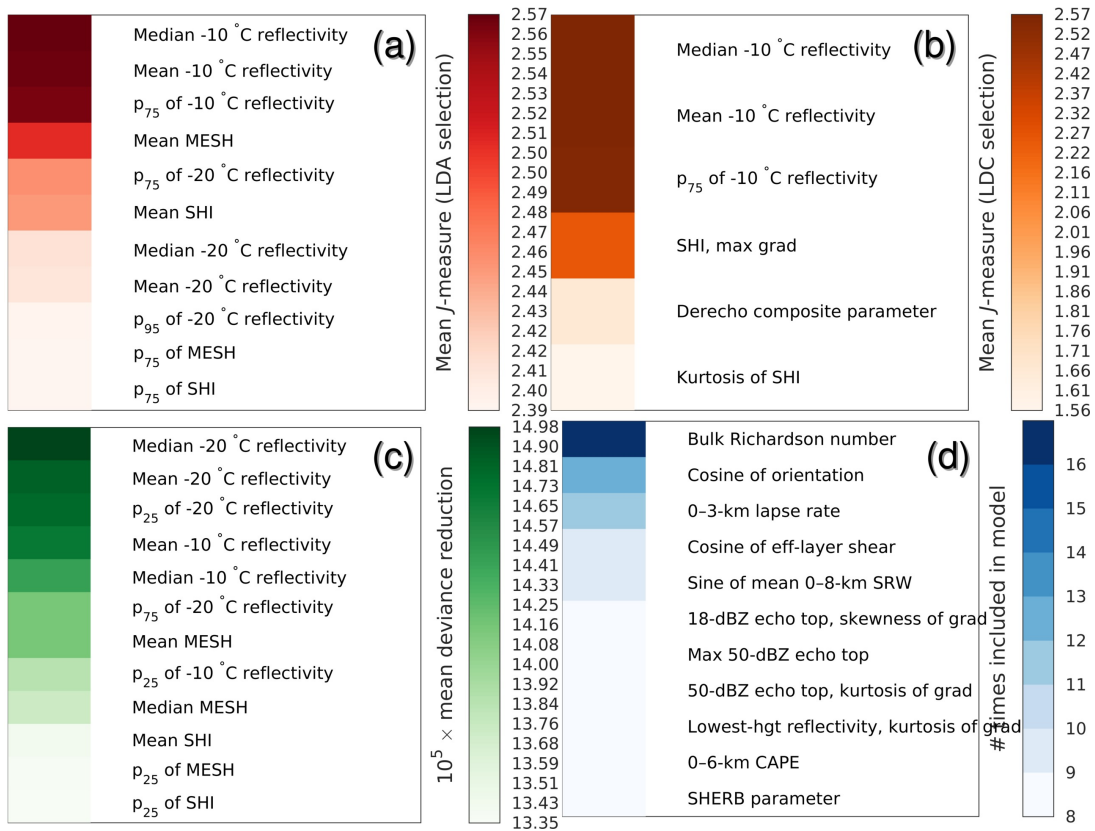 (a)
Median -10 °C reflectivity
Mean -10 °C reflectivity
p75 of -10 °C reflectivity
Mean MESH
p75 of -20 °C reflectivity
Mean SHI
Median -20 °C reflectivity
Mean -20 °C reflectivity
p95 of -20 °C reflectivity
p75 of MESH
p75 of SHI
Mean J-measure (LDA selection)
2.57
2.56
2.55
2.54
2.53
2.52
2.51
2.50
2.50
2.49
2.48
2.47
2.46
2.45
2.44
2.43
2.42
2.42
2.41
2.40
2.39
(b)
Median -10 °C reflectivity
Mean -10 °C reflectivity
p75 of -10 °C reflectivity
SHI, max grad
Derecho composite parameter
Kurtosis of SHI
Mean J-measure (LDC selection)
2.57
2.52
2.47
2.42
2.37
2.32
2.27
2.22
2.16
2.11
2.06
2.01
1.96
1.91
1.86
1.81
1.76
1.71
1.66
1.61
1.56
(c)
Median -20 °C reflectivity
Mean -20 °C reflectivity
p25 of -20 °C reflectivity
Mean -10 °C reflectivity
Median -10 °C reflectivity
p75 of -20 °C reflectivity
Mean MESH
p25 of -10 °C reflectivity
Median MESH
Mean SHI
p25 of MESH
p25 of SHI
10^5 × mean deviance reduction
14.98
14.90
14.81
14.73
14.65
14.57
14.49
14.41
14.33
14.25
14.16
14.08
14.00
13.92
13.84
13.76
13.68
13.59
13.51
13.43
13.35
(d)
Bulk Richardson number
Cosine of orientation
0–3-km lapse rate
Cosine of eff-layer shear
Sine of mean 0–8-km SRW
18-dBZ echo top, skewness of grad
Max 50-dBZ echo top
50-dBZ echo top, kurtosis of grad
Lowest-hgt reflectivity, kurtosis of grad
0–6-km CAPE
SHERB parameter
# times included in model
16
15
14
13
12
11
10
9
8